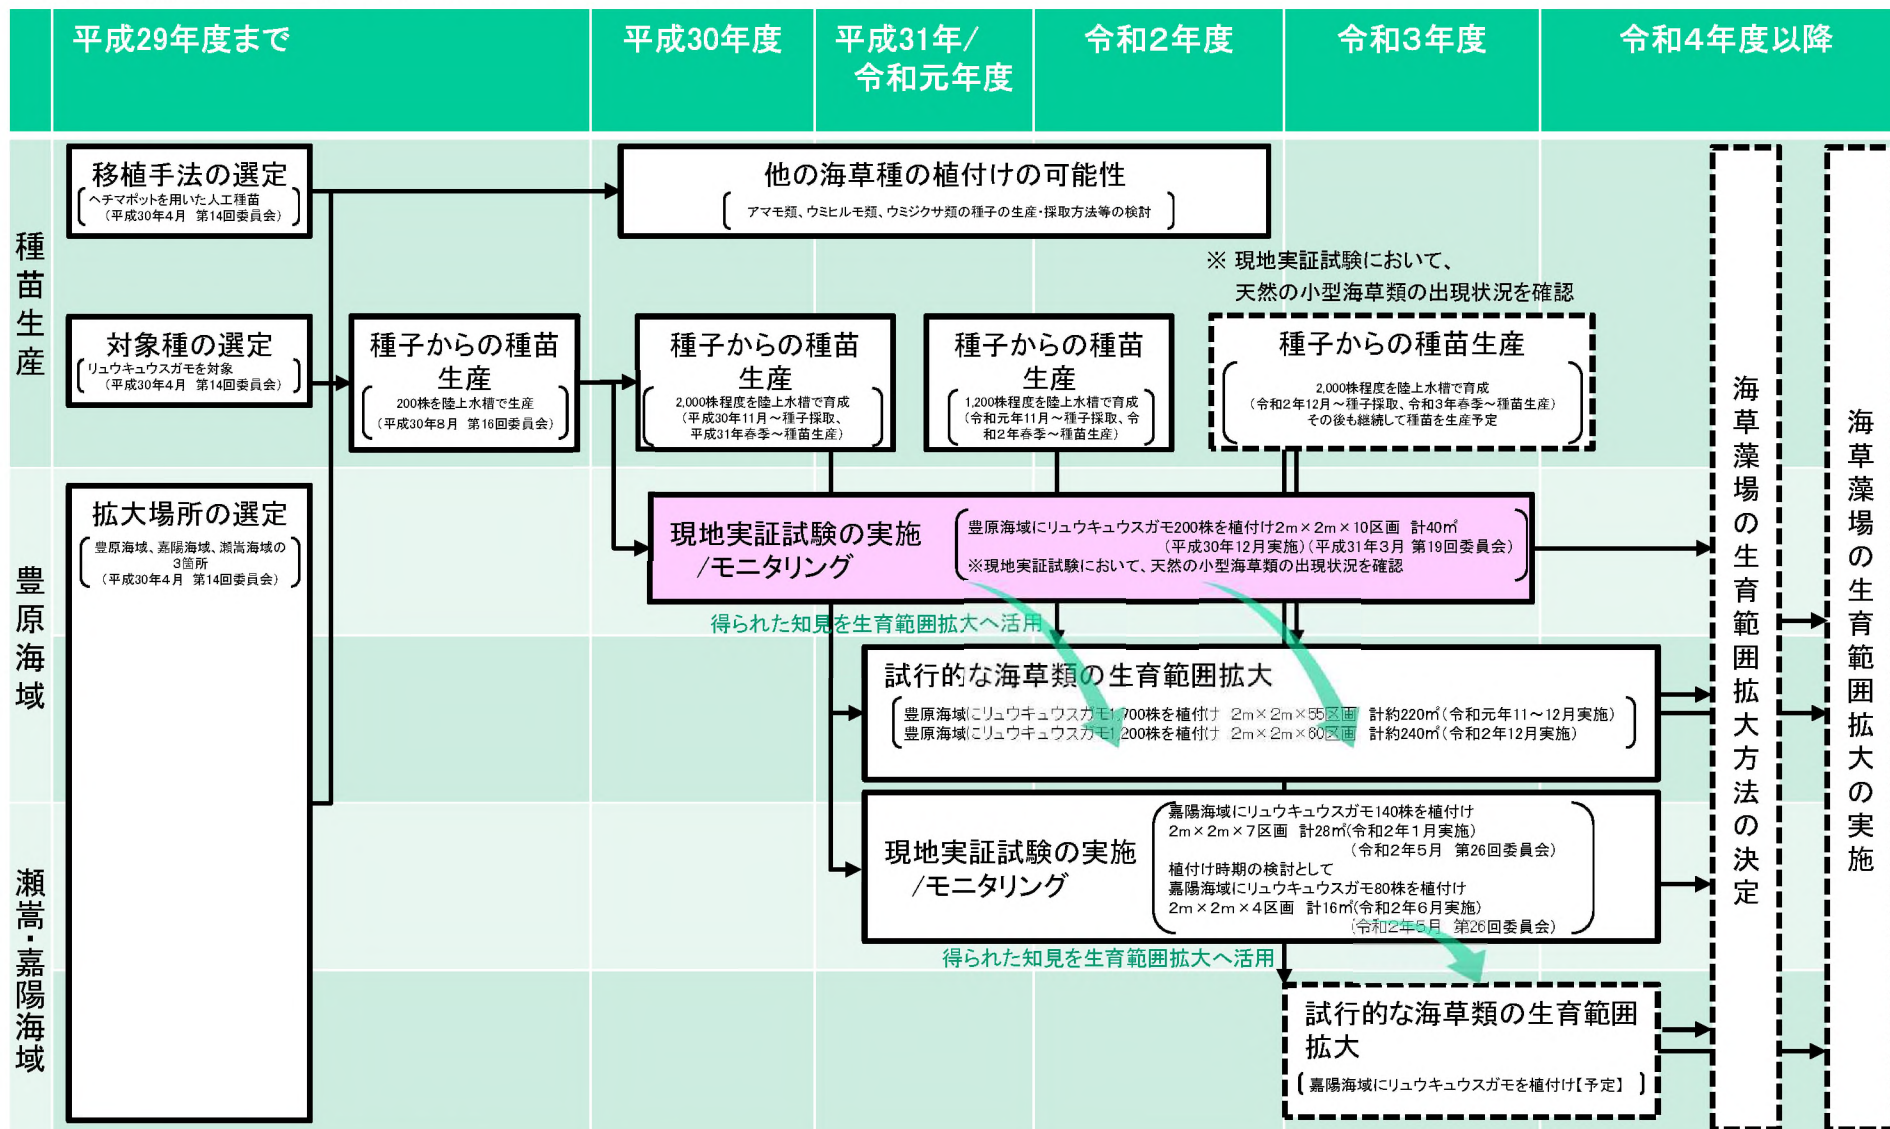 平成29年度まで
平成30年度
平成31年/
令和元年度
令和2年度
令和3年度
令和4年度以降
種苗生産
移植手法の選定
ヘチマポットを用いた人工種苗
(平成30年4月 第14回委員会)
他の海草種の植付けの可能性
アマモ類、ウミヒルモ類、ウミジクサ類の種子の生産・採取方法等の検討
※ 現地実証試験において、
天然の小型海草類の出現状況を確認
対象種の選定
リュウキュウスガモを対象
(平成30年4月 第14回委員会)
種子からの種苗
生産
200株を陸上水槽で生産
(平成30年8月 第16回委員会)
種子からの種苗
生産
2,000株程度を陸上水槽で育成
(平成30年11月~種子採取、
平成31年春季~種苗生産)
種子からの種苗
生産
1,200株程度を陸上水槽で育成
(令和元年11月~種子採取、令
和2年春季~種苗生産)
種子からの種苗生産
2,000株程度を陸上水槽で育成
(令和2年12月~種子採取、令和3年春季~種苗生産)
その後も継続して種苗を生産予定
豊原海域
拡大場所の選定
豊原海域、嘉陽海域、瀬嵩海域の
3箇所
(平成30年4月 第14回委員会)
現地実証試験の実施
/モニタリング
豊原海域にリュウキュウスガモ200株を植付け2m×2m×10区画 計40㎡
(平成30年12月実施)(平成31年3月 第19回委員会)
※現地実証試験において、天然の小型海草類の出現状況を確認
得られた知見を生育範囲拡大へ活用
試行的な海草類の生育範囲拡大
豊原海域にリュウキュウスガモ1,700株を植付け 2m×2m×55区画 計約220㎡(令和元年11~12月実施)
豊原海域にリュウキュウスガモ1,200株を植付け 2m×2m×60区画 計約240㎡(令和2年12月実施)
瀬嵩・嘉陽海域
現地実証試験の実施
/モニタリング
嘉陽海域にリュウキュウスガモ140株を植付け
2m×2m×7区画 計28㎡(令和2年1月実施)
(令和2年5月 第26回委員会)
植付け時期の検討として
嘉陽海域にリュウキュウスガモ80株を植付け
2m×2m×4区画 計16㎡(令和2年6月実施)
(令和2年5月 第26回委員会)
得られた知見を生育範囲拡大へ活用
試行的な海草類の生育範囲
拡大
嘉陽海域にリュウキュウスガモを植付け【予定】
海草藻場の生育範囲拡大方法の決定
海草藻場の生育範囲拡大の実施